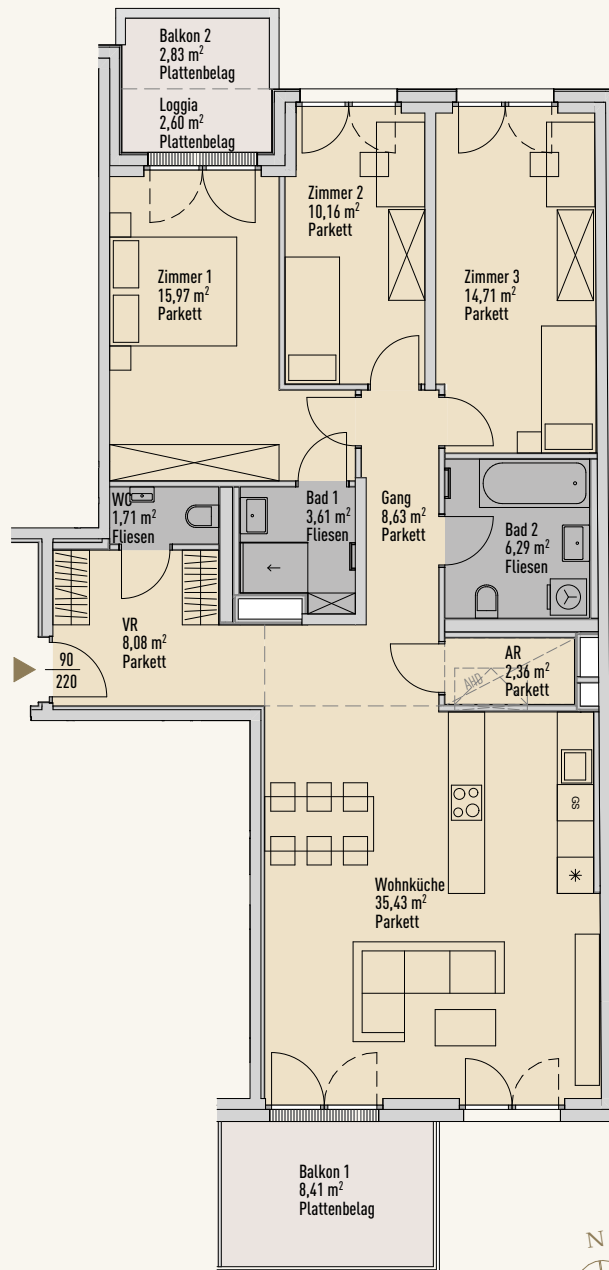 Balkon 2
2,83 m²
Plattenbelag
Loggia
2,60 m²
Plattenbelag
Zimmer 2
10,16 m²
Parkett
Zimmer 1
15,97 m²
Parkett
Zimmer 3
14,71 m²
Parkett
WC
1,71 m²
Fliesen
Bad 1
3,61 m²
Fliesen
Gang
8,63 m²
Parkett
Bad 2
6,29 m²
Fliesen
VR
8,08 m²
Parkett
90
220
AR
2,36 m²
Parkett
AHD
GS
Wohnküche
35,43 m²
Parkett
Balkon 1
8,41 m²
Plattenbelag
N